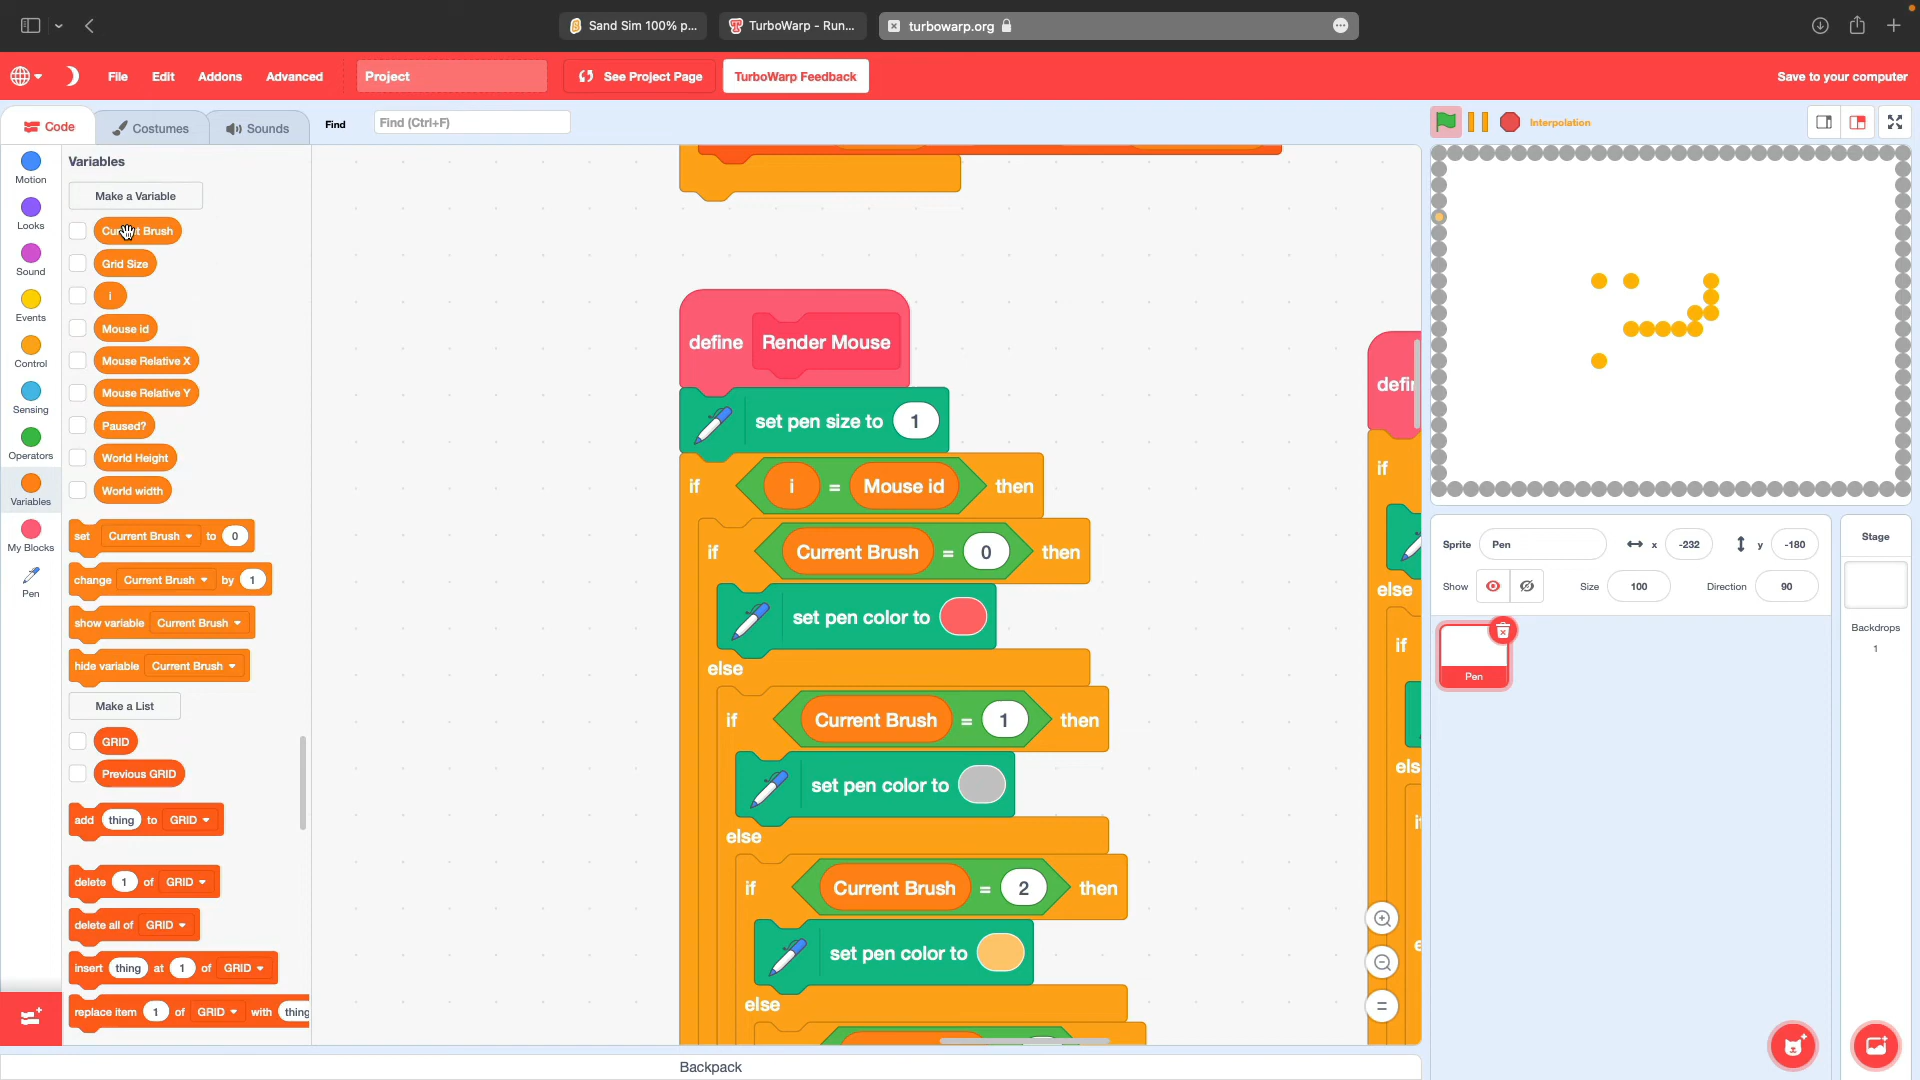 Sand Sim 100% p...
TurboWarp - Run...
turbowarp.org
File
Edit
Addons
Advanced
Project
See Project Page
TurboWarp Feedback
Save to your computer
Code
Costumes
Sounds
Find
Find (Ctrl+F)
Interpolation
Motion
Looks
Sound
Events
Control
Sensing
Operators
Variables
My Blocks
Pen
Variables
Make a Variable
Current Brush
Grid Size
i
Mouse id
Mouse Relative X
Mouse Relative Y
Paused?
World Height
World width
set Current Brush to 0
change Current Brush by 1
show variable Current Brush
hide variable Current Brush
Make a List
GRID
Previous GRID
add thing to GRID
delete 1 of GRID
delete all of GRID
insert thing at 1 of GRID
replace item 1 of GRID with thing
define Render Mouse
set pen size to 1
if i = Mouse id then
if Current Brush = 0 then
set pen color to
else
if Current Brush = 1 then
set pen color to
else
if Current Brush = 2 then
set pen color to
else
if
else
if
Sprite Pen
x -232
y -180
Show
Size 100
Direction 90
Pen
Stage
Backdrops
1
Backpack